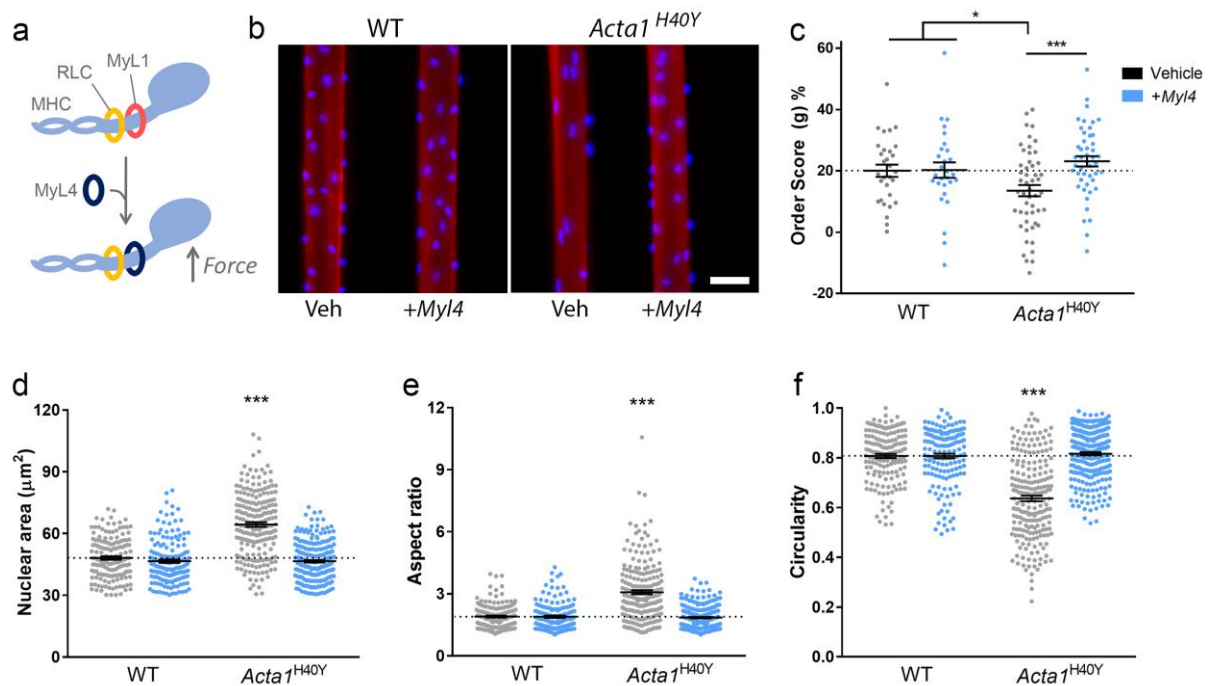 a
RLC
MyL1
MHC
MyL4
Force
b
WT
Acta1 H40Y
Veh
+Myl4
Veh
+Myl4
c
*
***
Order Score (g) %
60
40
20
0
-20
WT
Acta1H40Y
Vehicle
+Myl4
d
***
Nuclear area (µm2)
120
90
60
30
0
WT
Acta1H40Y
e
***
Aspect ratio
12
9
6
3
0
WT
Acta1H40Y
f
***
Circularity
1.0
0.8
0.6
0.4
0.2
0.0
WT
Acta1H40Y